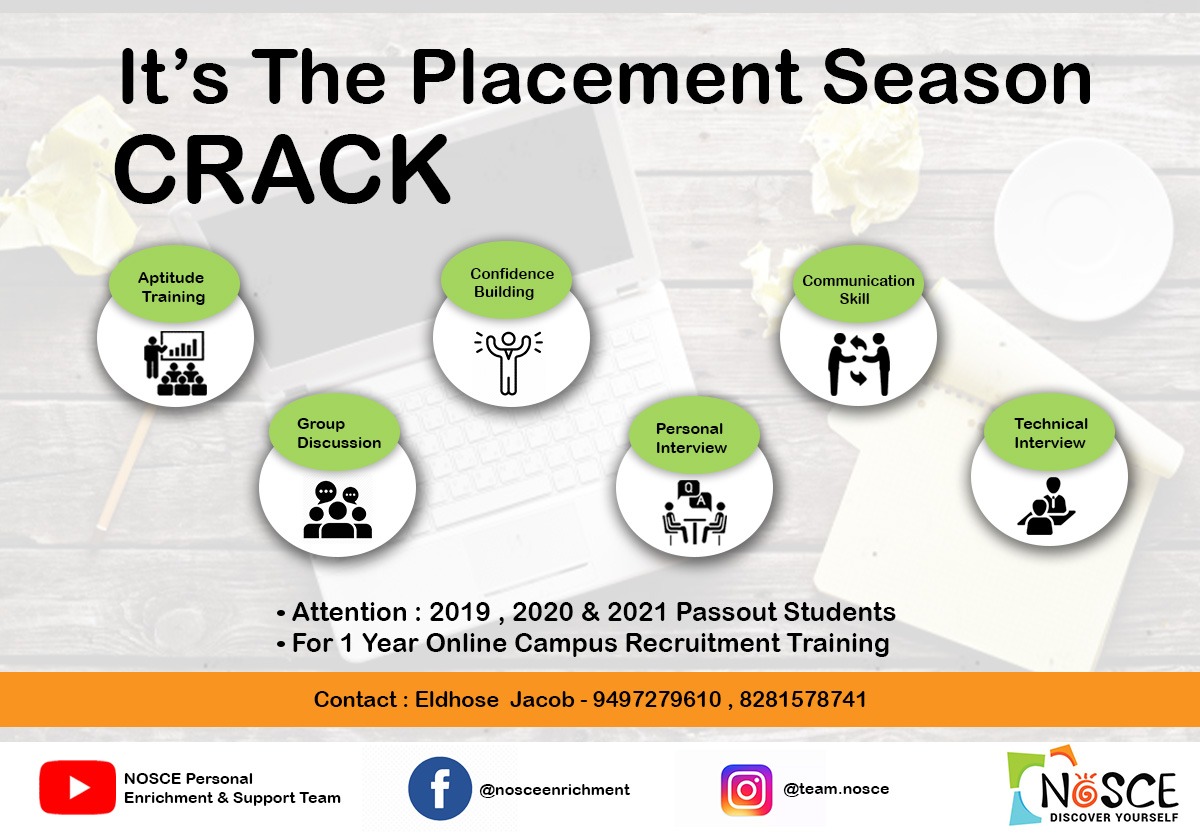 It's The Placement Season
CRACK
Aptitude
Training
Confidence
Building
Communication
Skill
Group
Discussion
Personal
Interview
Q
A
Technical
Interview
• Attention : 2019 , 2020 & 2021 Passout Students
• For 1 Year Online Campus Recruitment Training
Contact : Eldhose Jacob - 9497279610 , 8281578741
NOSCE Personal
Enrichment & Support Team
@nosceenrichment
@team.nosce
NOSCE
DISCOVER YOURSELF